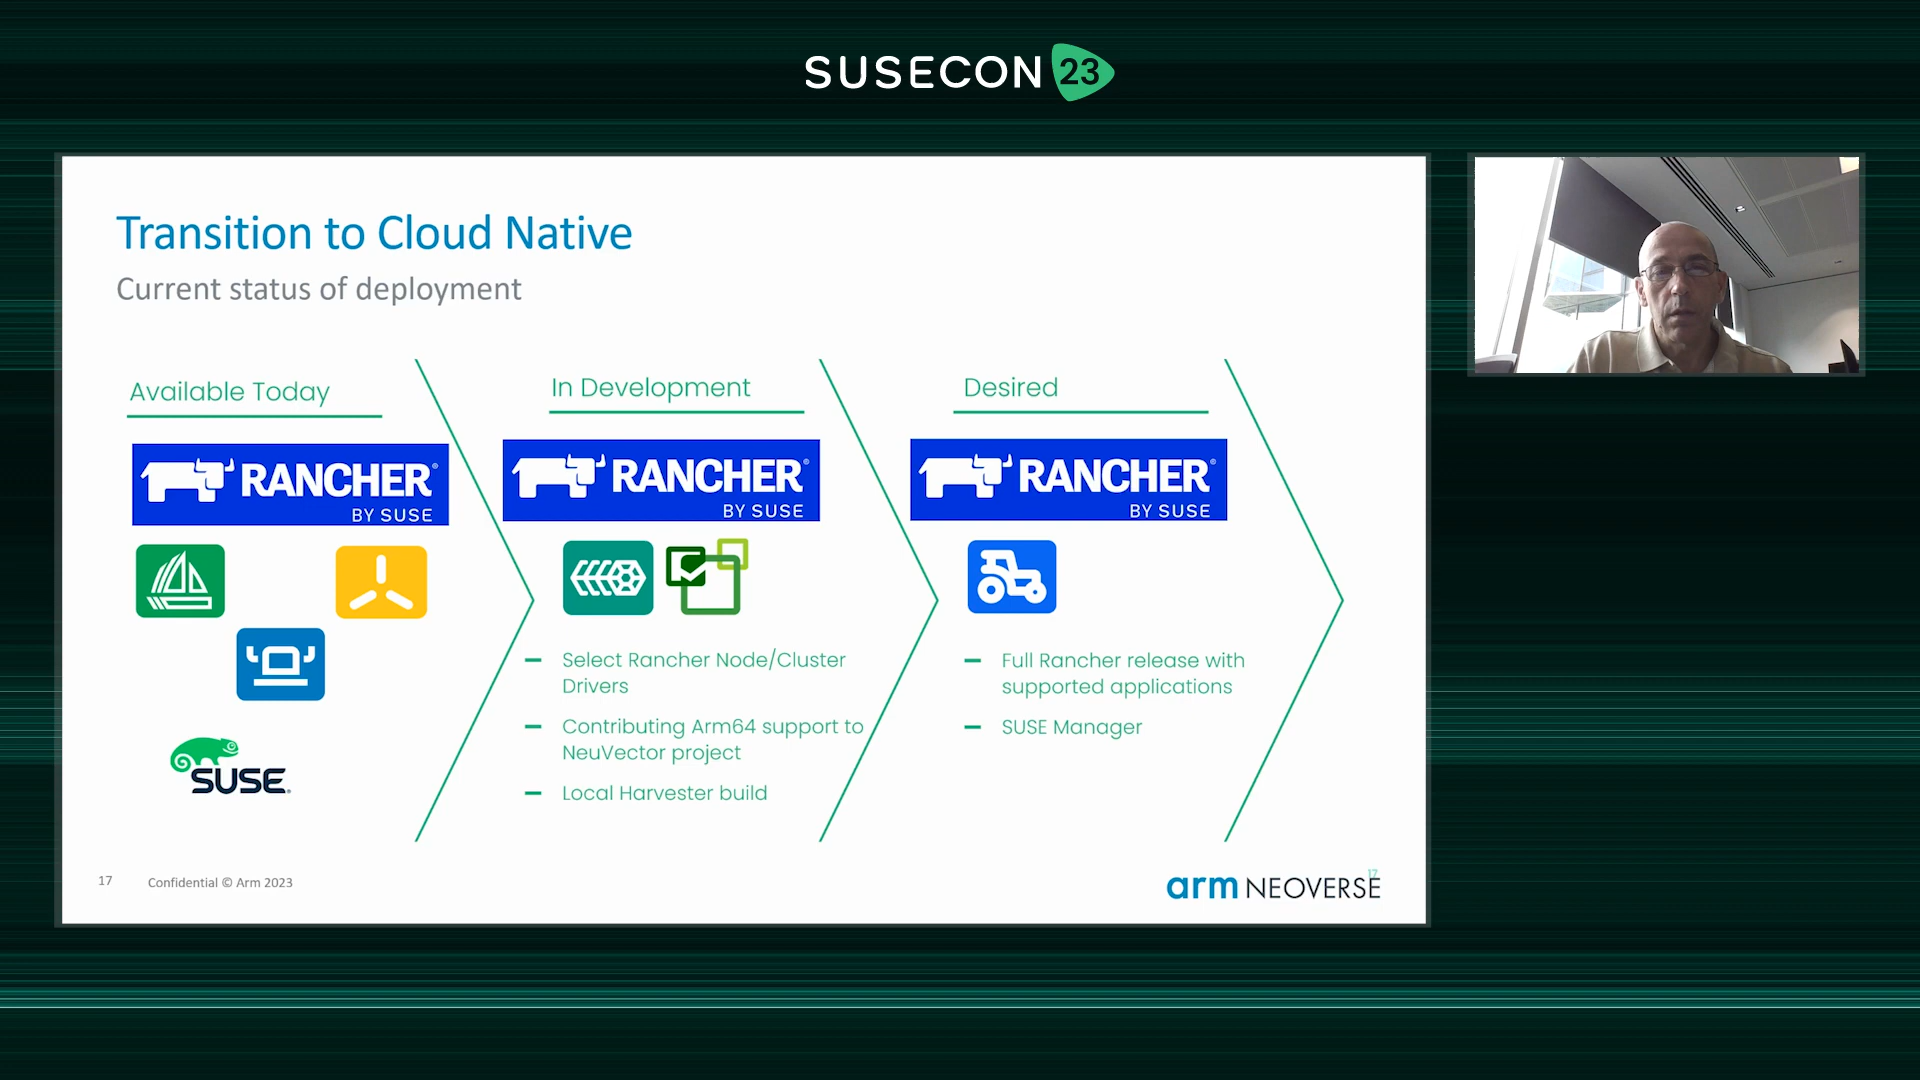 SUSECON 23
Transition to Cloud Native
Current status of deployment
Available Today
RANCHER®
BY SUSE
SUSE.
In Development
RANCHER®
BY SUSE
— Select Rancher Node/Cluster
Drivers
— Contributing Arm64 support to
NeuVector project
— Local Harvester build
Desired
RANCHER®
BY SUSE
— Full Rancher release with
supported applications
— SUSE Manager
17 Confidential © Arm 2023
17
arm NEOVERSE